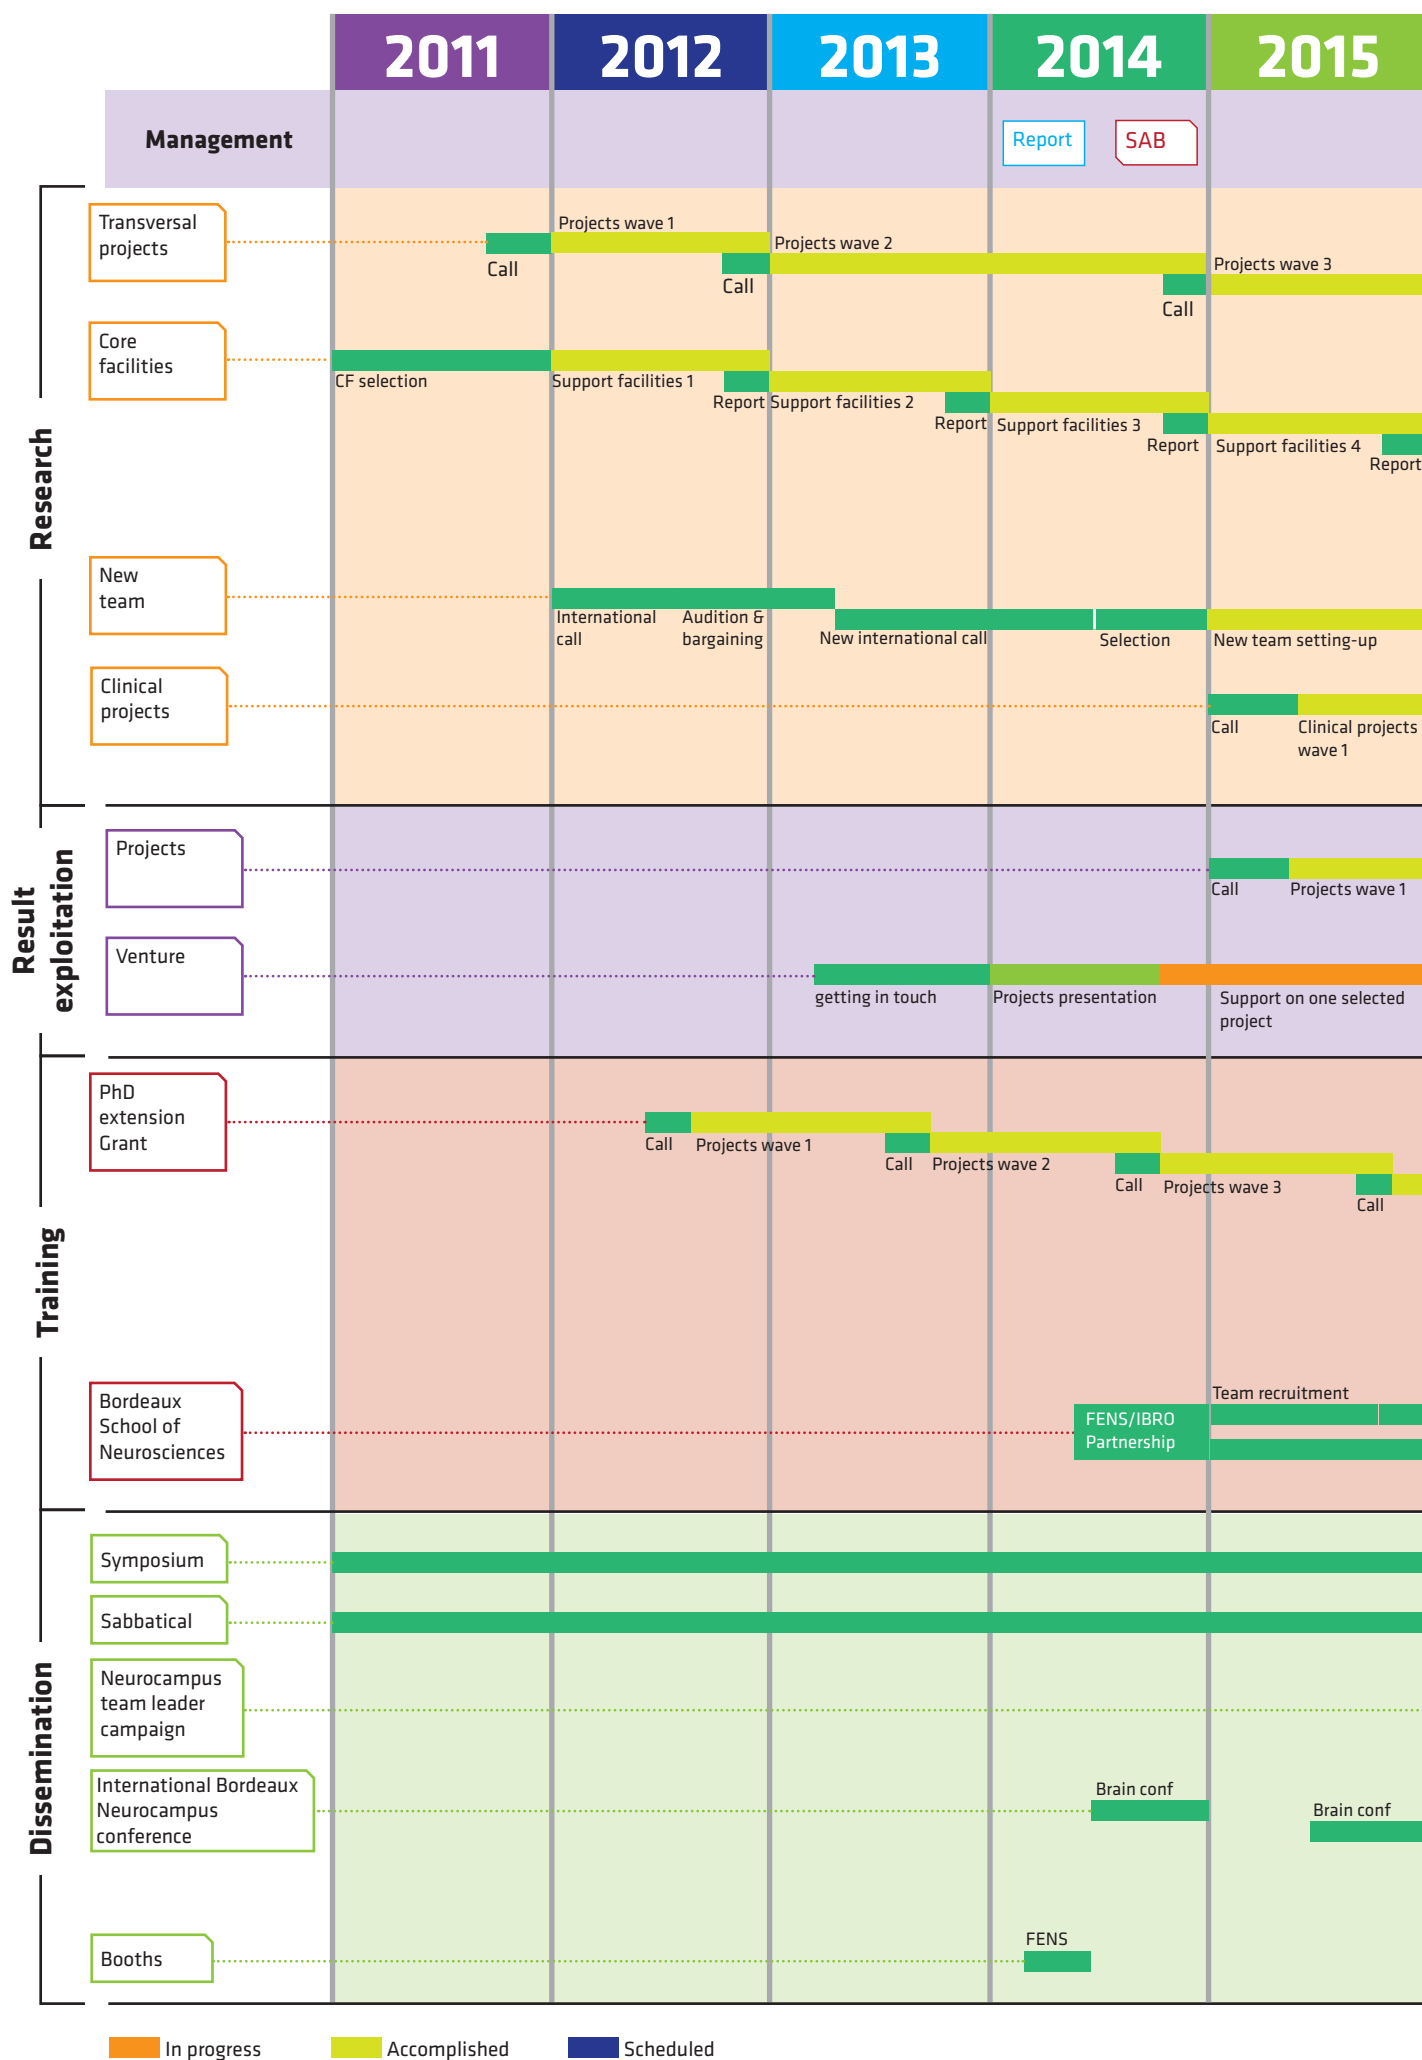 2011
2012
2013
2014
2015
Management
Report
SAB
Research
Transversal
projects
Projects wave 1
Call
Projects wave 2
Call
Projects wave 3
Call
Core
facilities
CF selection
Support facilities 1
Report
Support facilities 2
Report
Support facilities 3
Report
Support facilities 4
Report
New
team
International
call
Audition &
bargaining
New international call
Selection
New team setting-up
Clinical
projects
Call
Clinical projects
wave 1
Result
exploitation
Projects
Call
Projects wave 1
Venture
getting in touch
Projects presentation
Support on one selected
project
Training
PhD
extension
Grant
Call
Projects wave 1
Call
Projects wave 2
Call
Projects wave 3
Call
Bordeaux
School of
Neurosciences
FENS/IBRO
Partnership
Team recruitment
Dissemination
Symposium
Sabbatical
Neurocampus
team leader
campaign
International Bordeaux
Neurocampus
conference
Brain conf
Brain conf
Booths
FENS
In progress
Accomplished
Scheduled